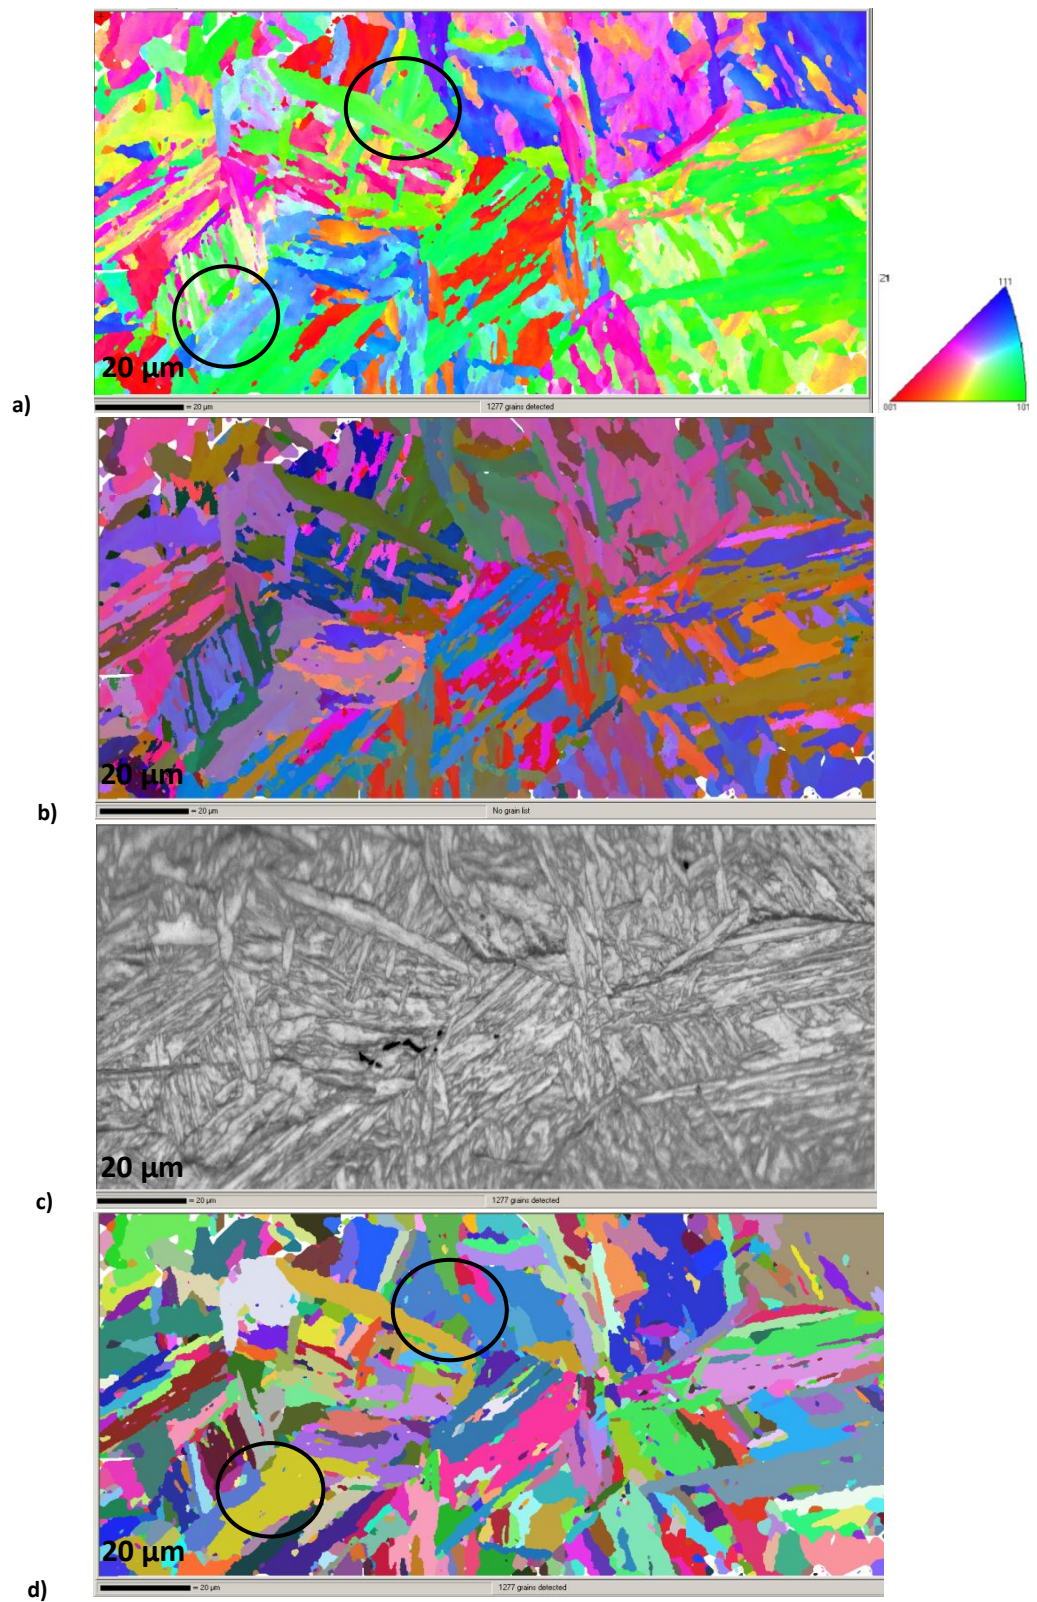 Z1
111
001
101
20 μm
a)
= 20 μm
1277 grains detected
20 μm
b)
= 20 μm
No grain list
20 μm
c)
= 20 μm
1277 grains detected
20 μm
d)
= 20 μm
1277 grains detected